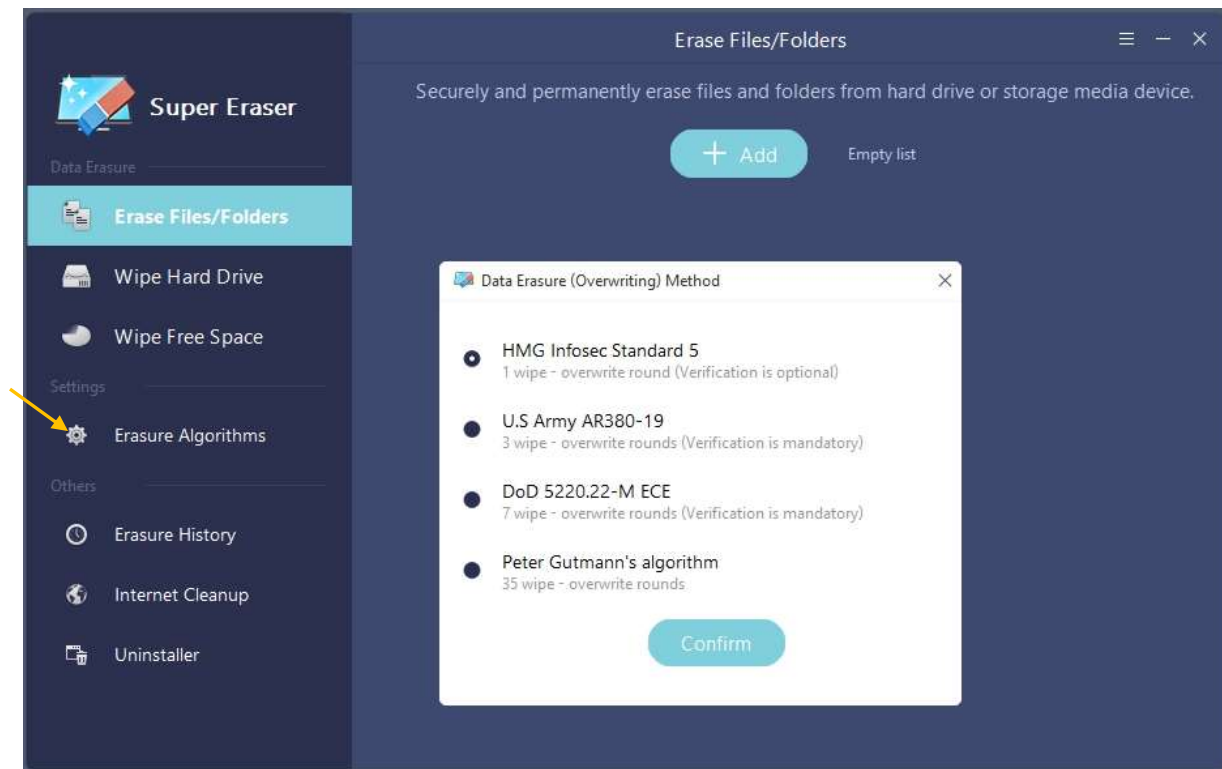 Erase Files/Folders
Super Eraser
Securely and permanently erase files and folders from hard drive or storage media device.
+ Add
Empty list
Data Erasure
Erase Files/Folders
Wipe Hard Drive
Wipe Free Space
Settings
Erasure Algorithms
Others
Erasure History
Internet Cleanup
Uninstaller
Data Erasure (Overwriting) Method
HMG Infosec Standard 5
1 wipe - overwrite round (Verification is optional)
U.S Army AR380-19
3 wipe - overwrite rounds (Verification is mandatory)
DoD 5220.22-M ECE
7 wipe - overwrite rounds (Verification is mandatory)
Peter Gutmann's algorithm
35 wipe - overwrite rounds
Confirm